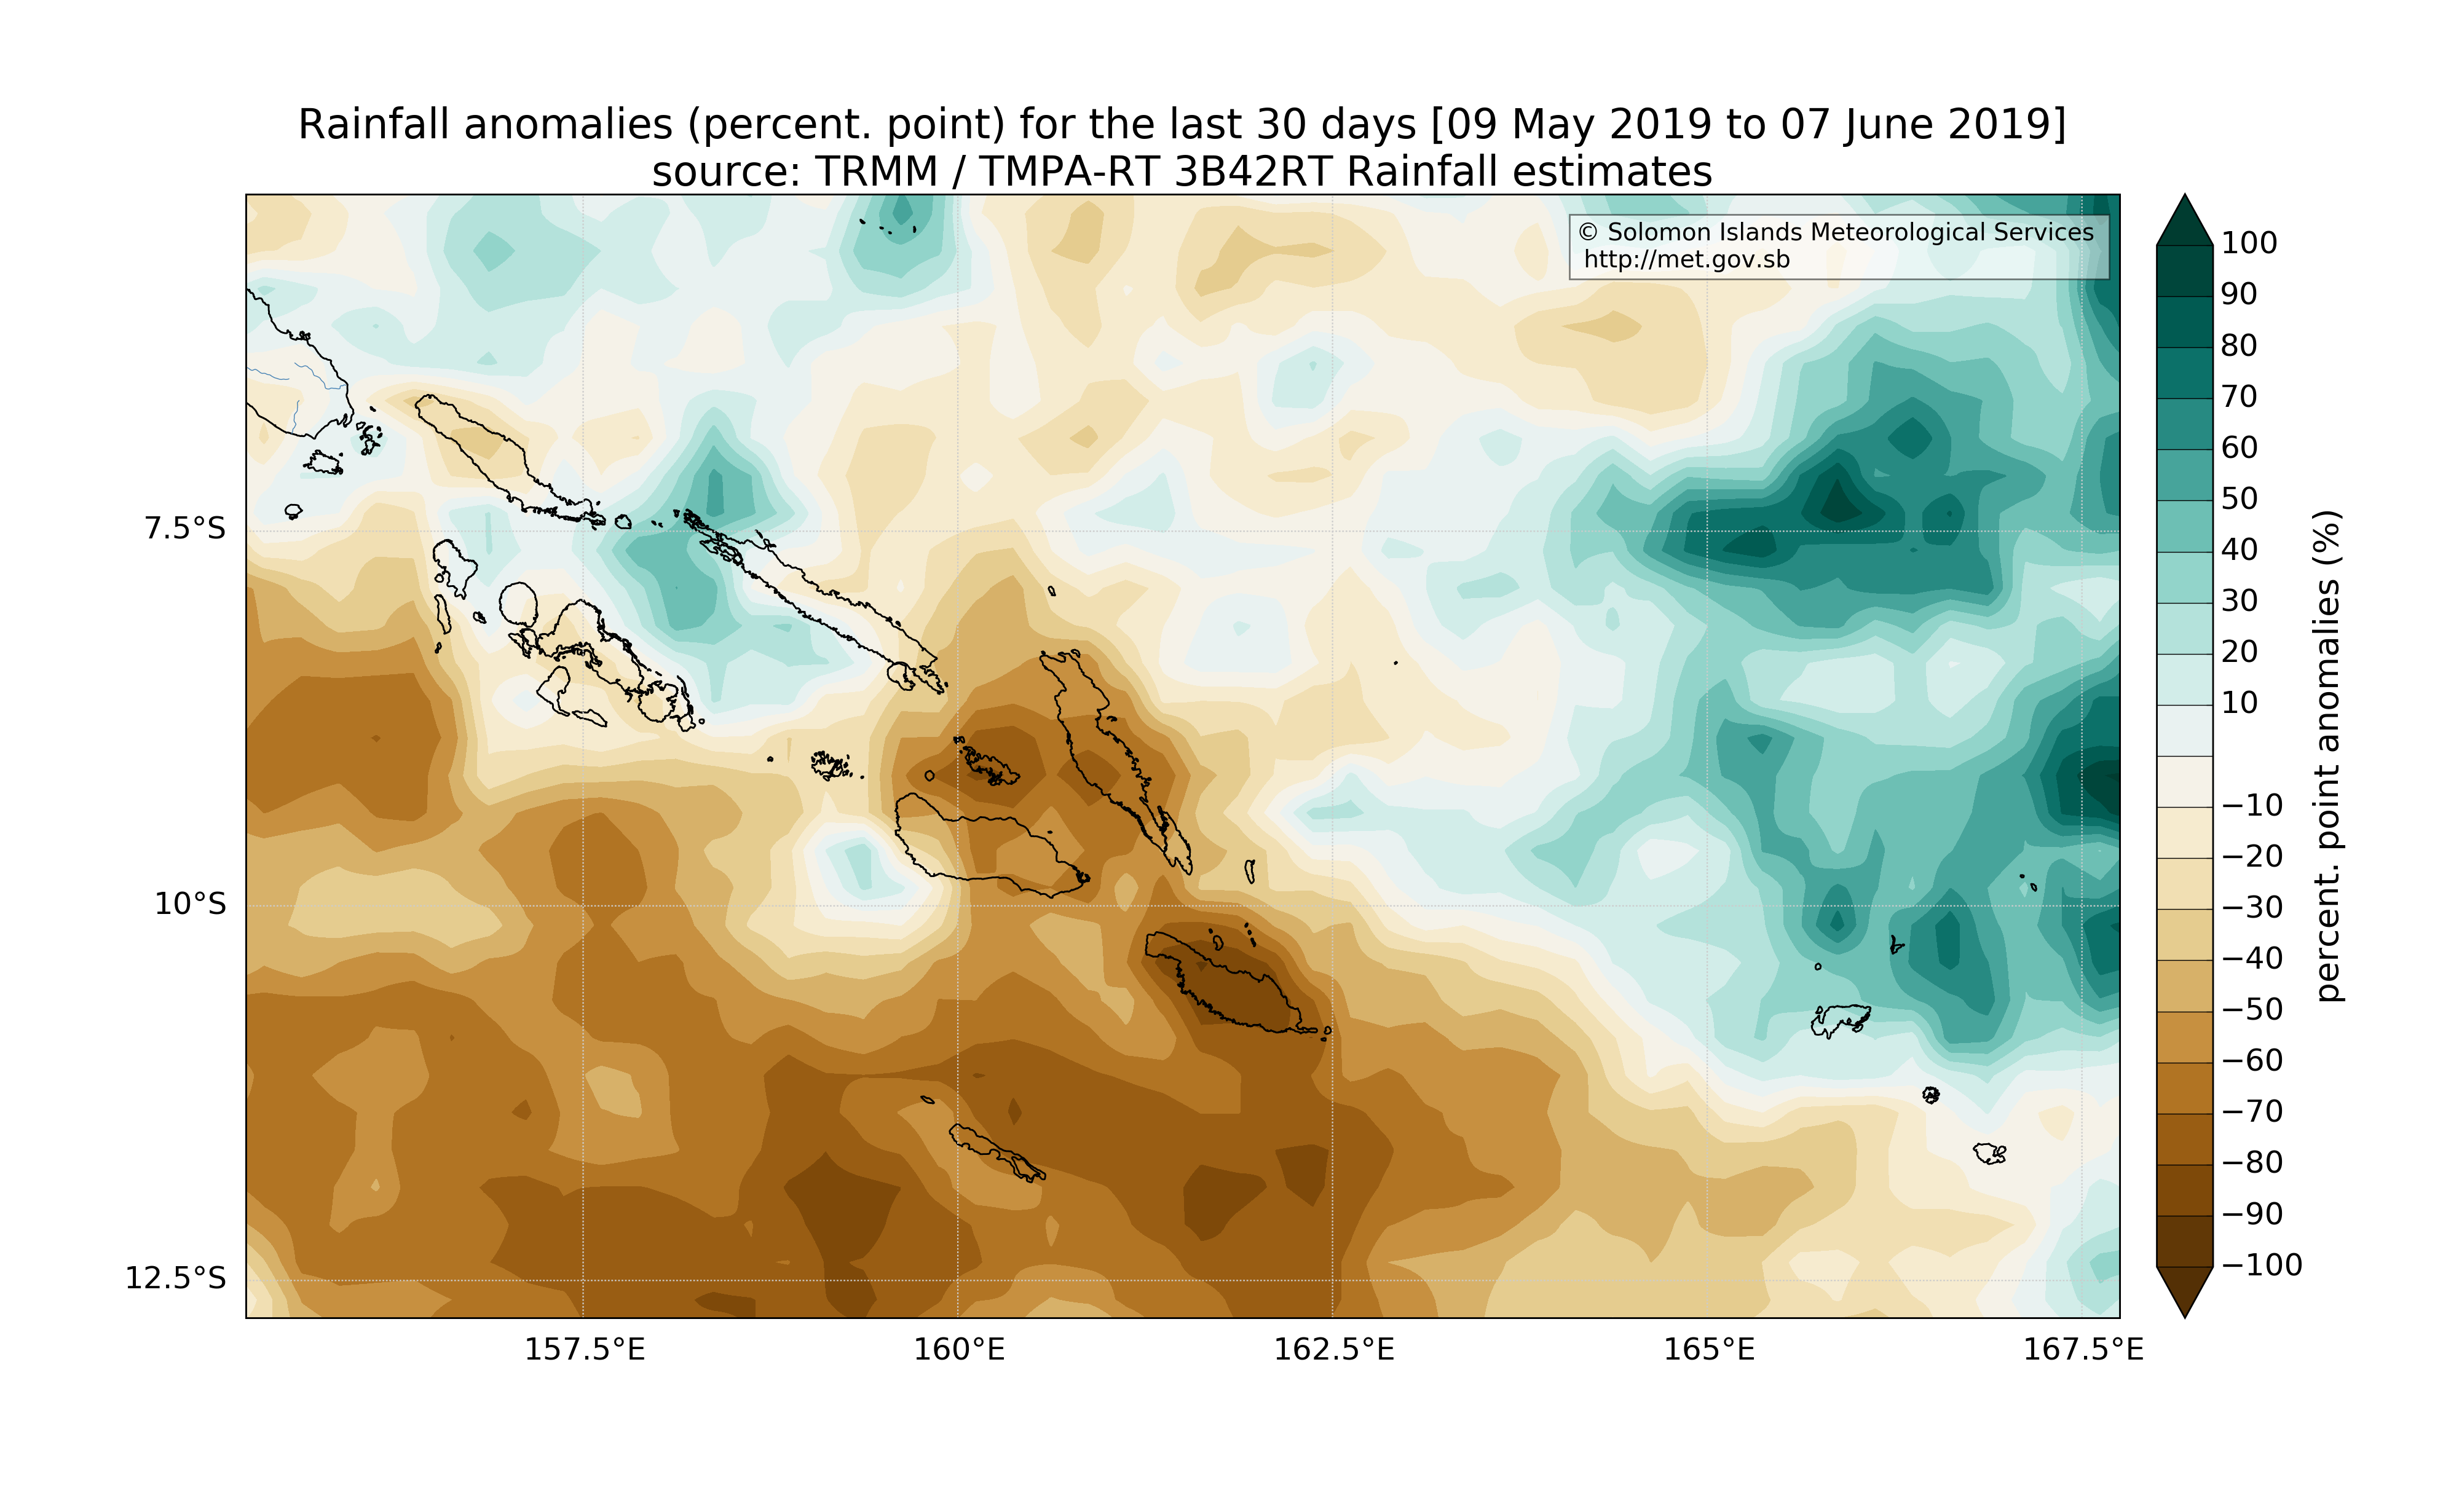 Rainfall anomalies (percent. point) for the last 30 days [09 May 2019 to 07 June 2019]
source: TRMM / TMPA-RT 3B42RT Rainfall estimates
© Solomon Islands Meteorological Services
http://met.gov.sb
7.5°S
10°S
12.5°S
157.5°E
160°E
162.5°E
165°E
167.5°E
100
90
80
70
60
50
40
30
20
10
−10
−20
−30
−40
−50
−60
−70
−80
−90
−100
percent. point anomalies (%)